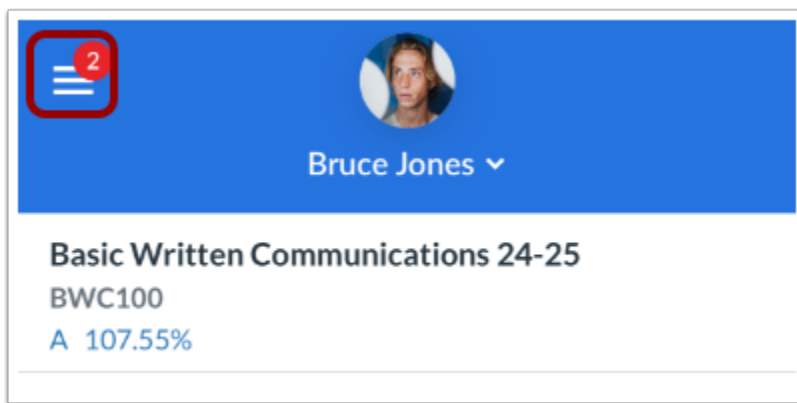 2
Bruce Jones
Basic Written Communications 24-25
BWC100
A 107.55%